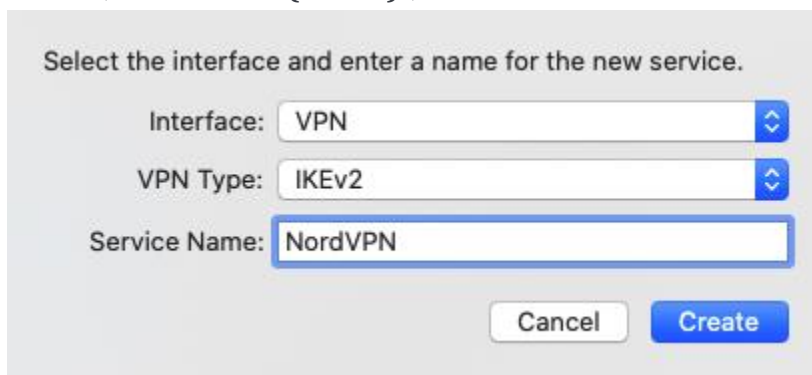 Select the interface and enter a name for the new service.
Interface: VPN
VPN Type: IKEv2
Service Name: NordVPN
Cancel Create